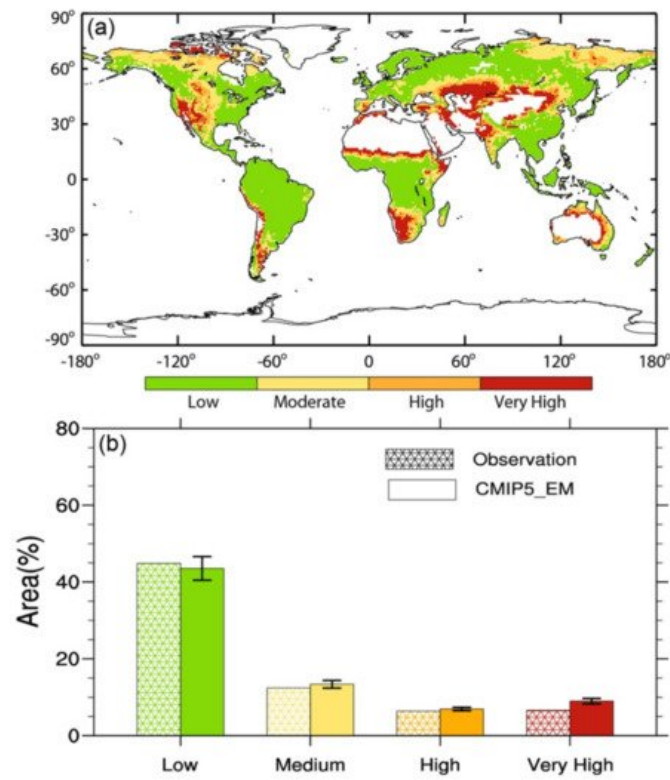 90°
(a)
60°
30°
0
-30°
-60°
-90°
-180° -120° -60° 0 60° 120° 180°
Low Moderate High Very High
80
(b)
Observation
CMIP5_EM
60
40
20
0
Area(%)
Low Medium High Very High